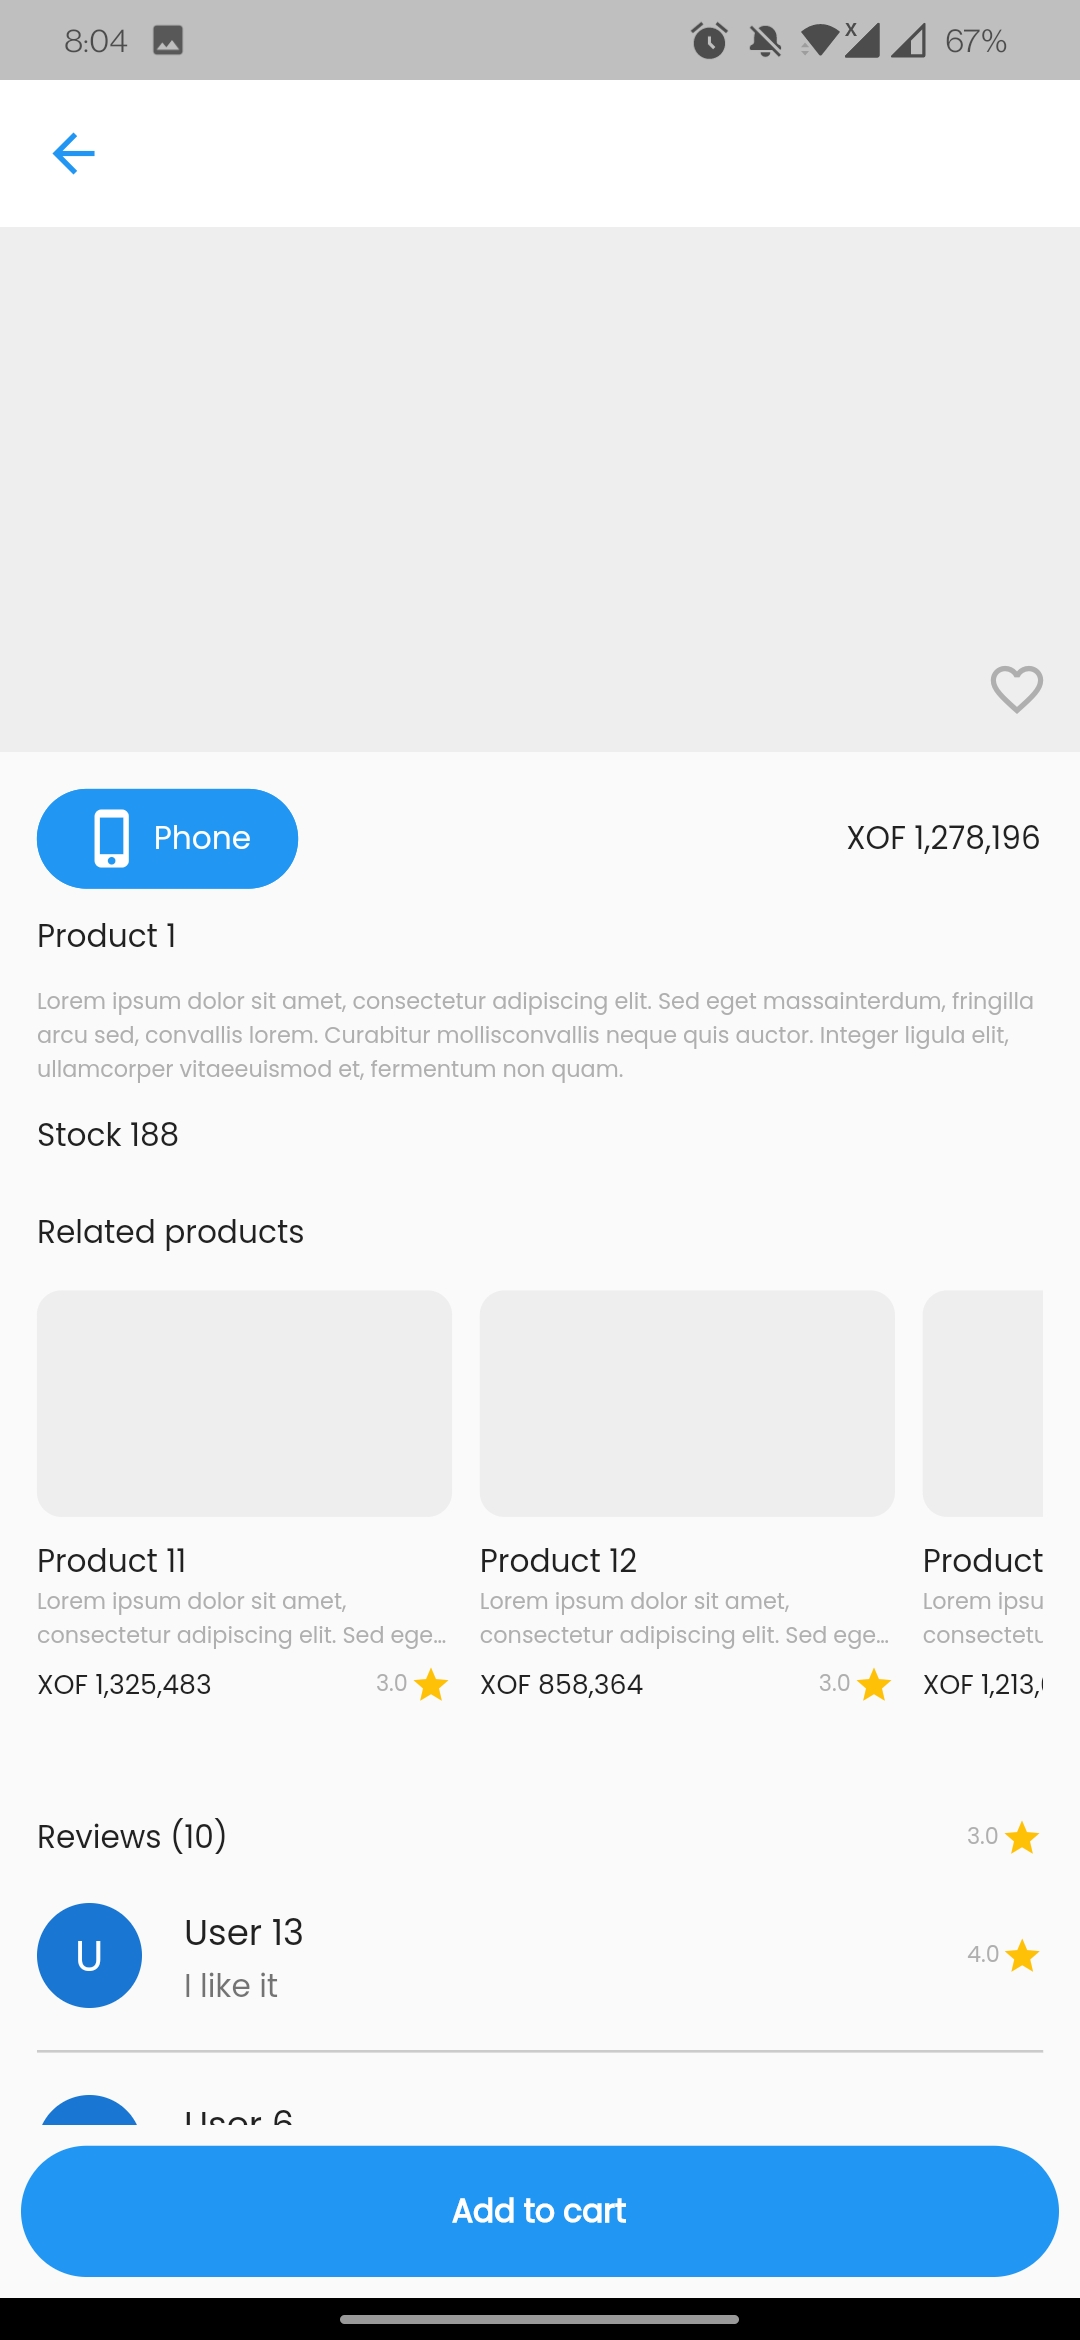 8:04
67%
Phone
XOF 1,278,196
Product 1
Lorem ipsum dolor sit amet, consectetur adipiscing elit. Sed eget massainterdum, fringilla
arcu sed, convallis lorem. Curabitur mollisconvallis neque quis auctor. Integer ligula elit,
ullamcorper vitaeeuismod et, fermentum non quam.
Stock 188
Related products
Product 11
Lorem ipsum dolor sit amet,
consectetur adipiscing elit. Sed ege...
XOF 1,325,483
3.0
Product 12
Lorem ipsum dolor sit amet,
consectetur adipiscing elit. Sed ege...
XOF 858,364
3.0
Product
Lorem ipsu
consectetu
XOF 1,213,
Reviews (10)
3.0
U
User 13
I like it
4.0
User 6
Add to cart